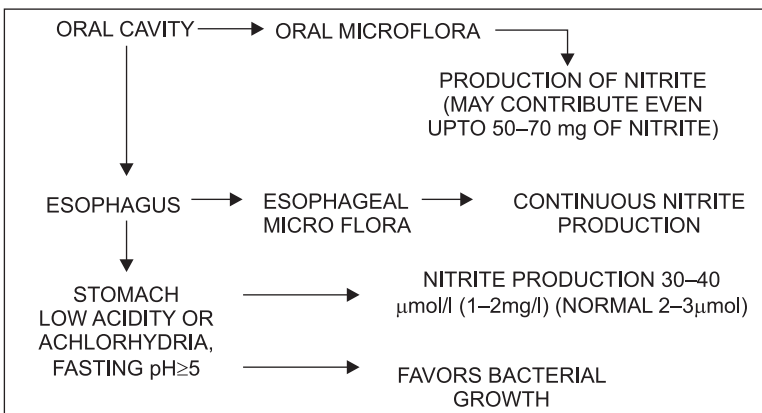 ORAL CAVITY
ORAL MICROFLORA
PRODUCTION OF NITRITE
(MAY CONTRIBUTE EVEN
UPTO 50–70 mg OF NITRITE)
ESOPHAGUS
ESOPHAGEAL
MICRO FLORA
CONTINUOUS NITRITE
PRODUCTION
STOMACH
LOW ACIDITY OR
ACHLORHYDRIA,
FASTING pH≥5
NITRITE PRODUCTION 30–40
μmol/l (1–2mg/l) (NORMAL 2–3μmol)
FAVORS BACTERIAL
GROWTH